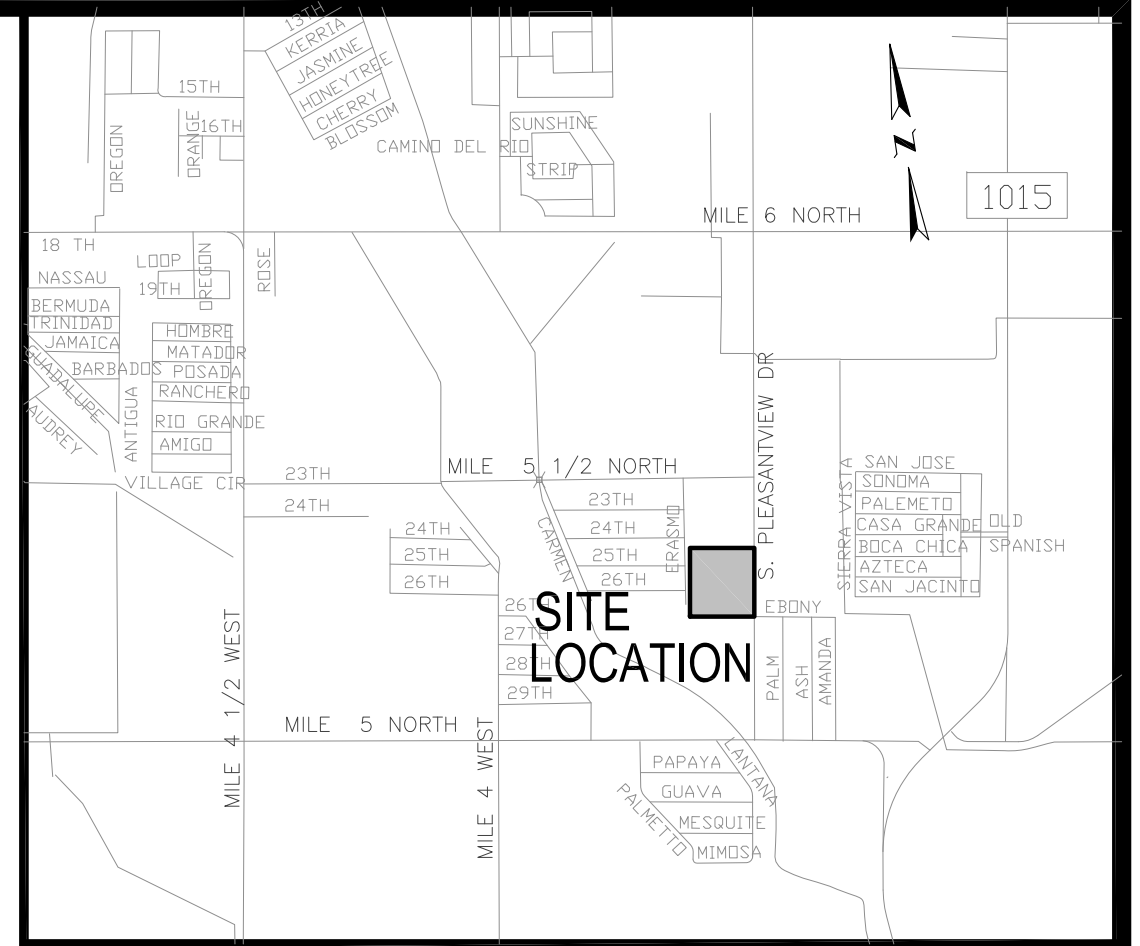 13TH
KERRIA
JASMINE
HONEYTREE
CHERRY
BLOSSOM
15TH
16TH
ORANGE
OREGON
CAMINO DEL RIO
SUNSHINE
STRIP
N
1015
MILE 6 NORTH
18 TH
NASSAU
BERMUDA
TRINIDAD
JAMAICA
BARBADOS
GUADALUPE
AUDREY
ANTIGUA
LOOP
19TH
OREGON
ROSE
HOMBRE
MATADOR
POSADA
RANCHERO
RIO GRANDE
AMIGO
VILLAGE CIR
23TH
24TH
MILE 5 1/2 NORTH
24TH
25TH
26TH
CARMEN
23TH
24TH
25TH
26TH
ERASMO
S. PLEASANTVIEW DR
SIERRA VISTA
SAN JOSE
SONOMA
PALEMETO
CASA GRANDE
BOCA CHICA
AZTECA
SAN JACINTO
OLD
SPANISH
SITE
LOCATION
26TH
27TH
28TH
29TH
EBONY
PALM
ASH
AMANDA
MILE 4 1/2 WEST
MILE 5 NORTH
MILE 4 WEST
PAPAYA
GUAVA
MESQUITE
MIMOSA
PALMETTO
LANTANA